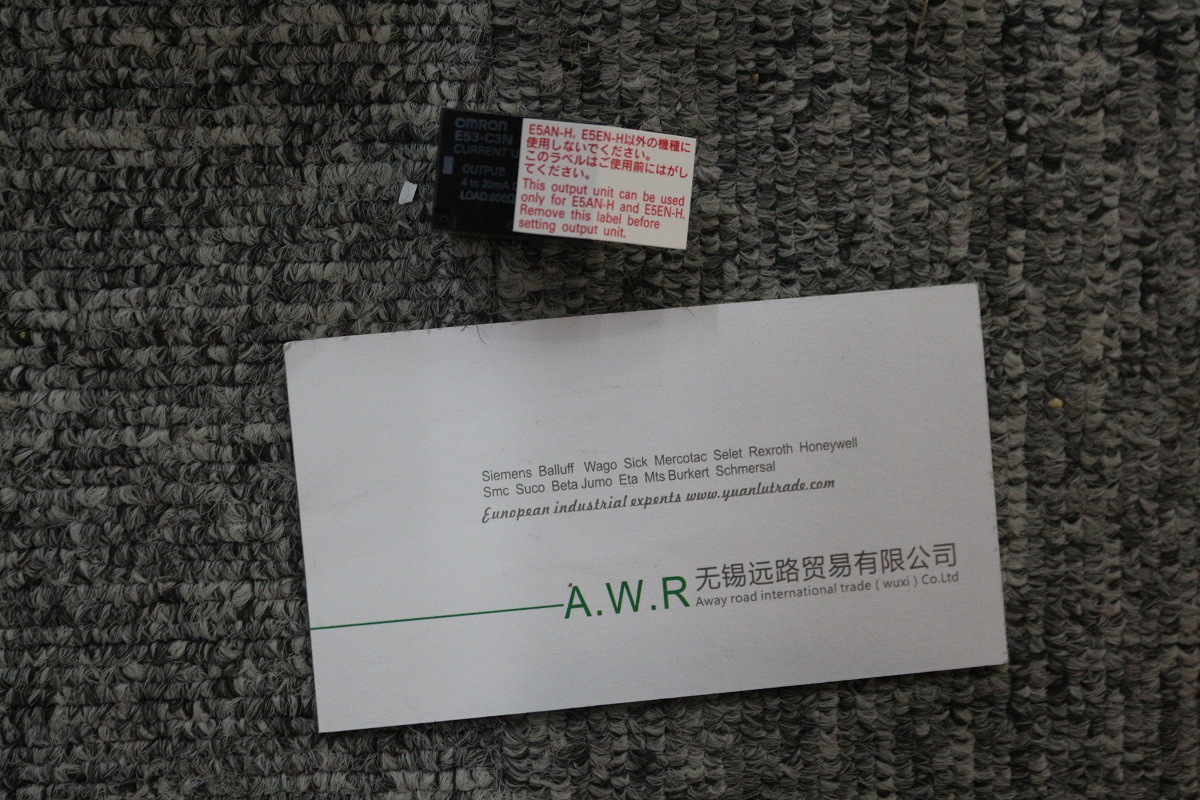 OMRON
E53-C3N
CURRENT U
OUTPUT:
4 to 20mA D
LOAD:600Ω
E5AN-H、E5EN-H以外の機種に
使用しないでください。
このラベルはご使用前にはがし
てください。
This output unit can be used
only for E5AN-H and E5EN-H.
Remove this label before
setting output unit.
Siemens Balluff Wago Sick Mercotac Selet Rexroth Honeywell
Smc Suco Beta Jumo Eta Mts Burkert Schmersal
European industrial expents www.yuanlutrade.com
A.W.R
无锡远路贸易有限公司
Away road international trade ( wuxi ) Co.Ltd